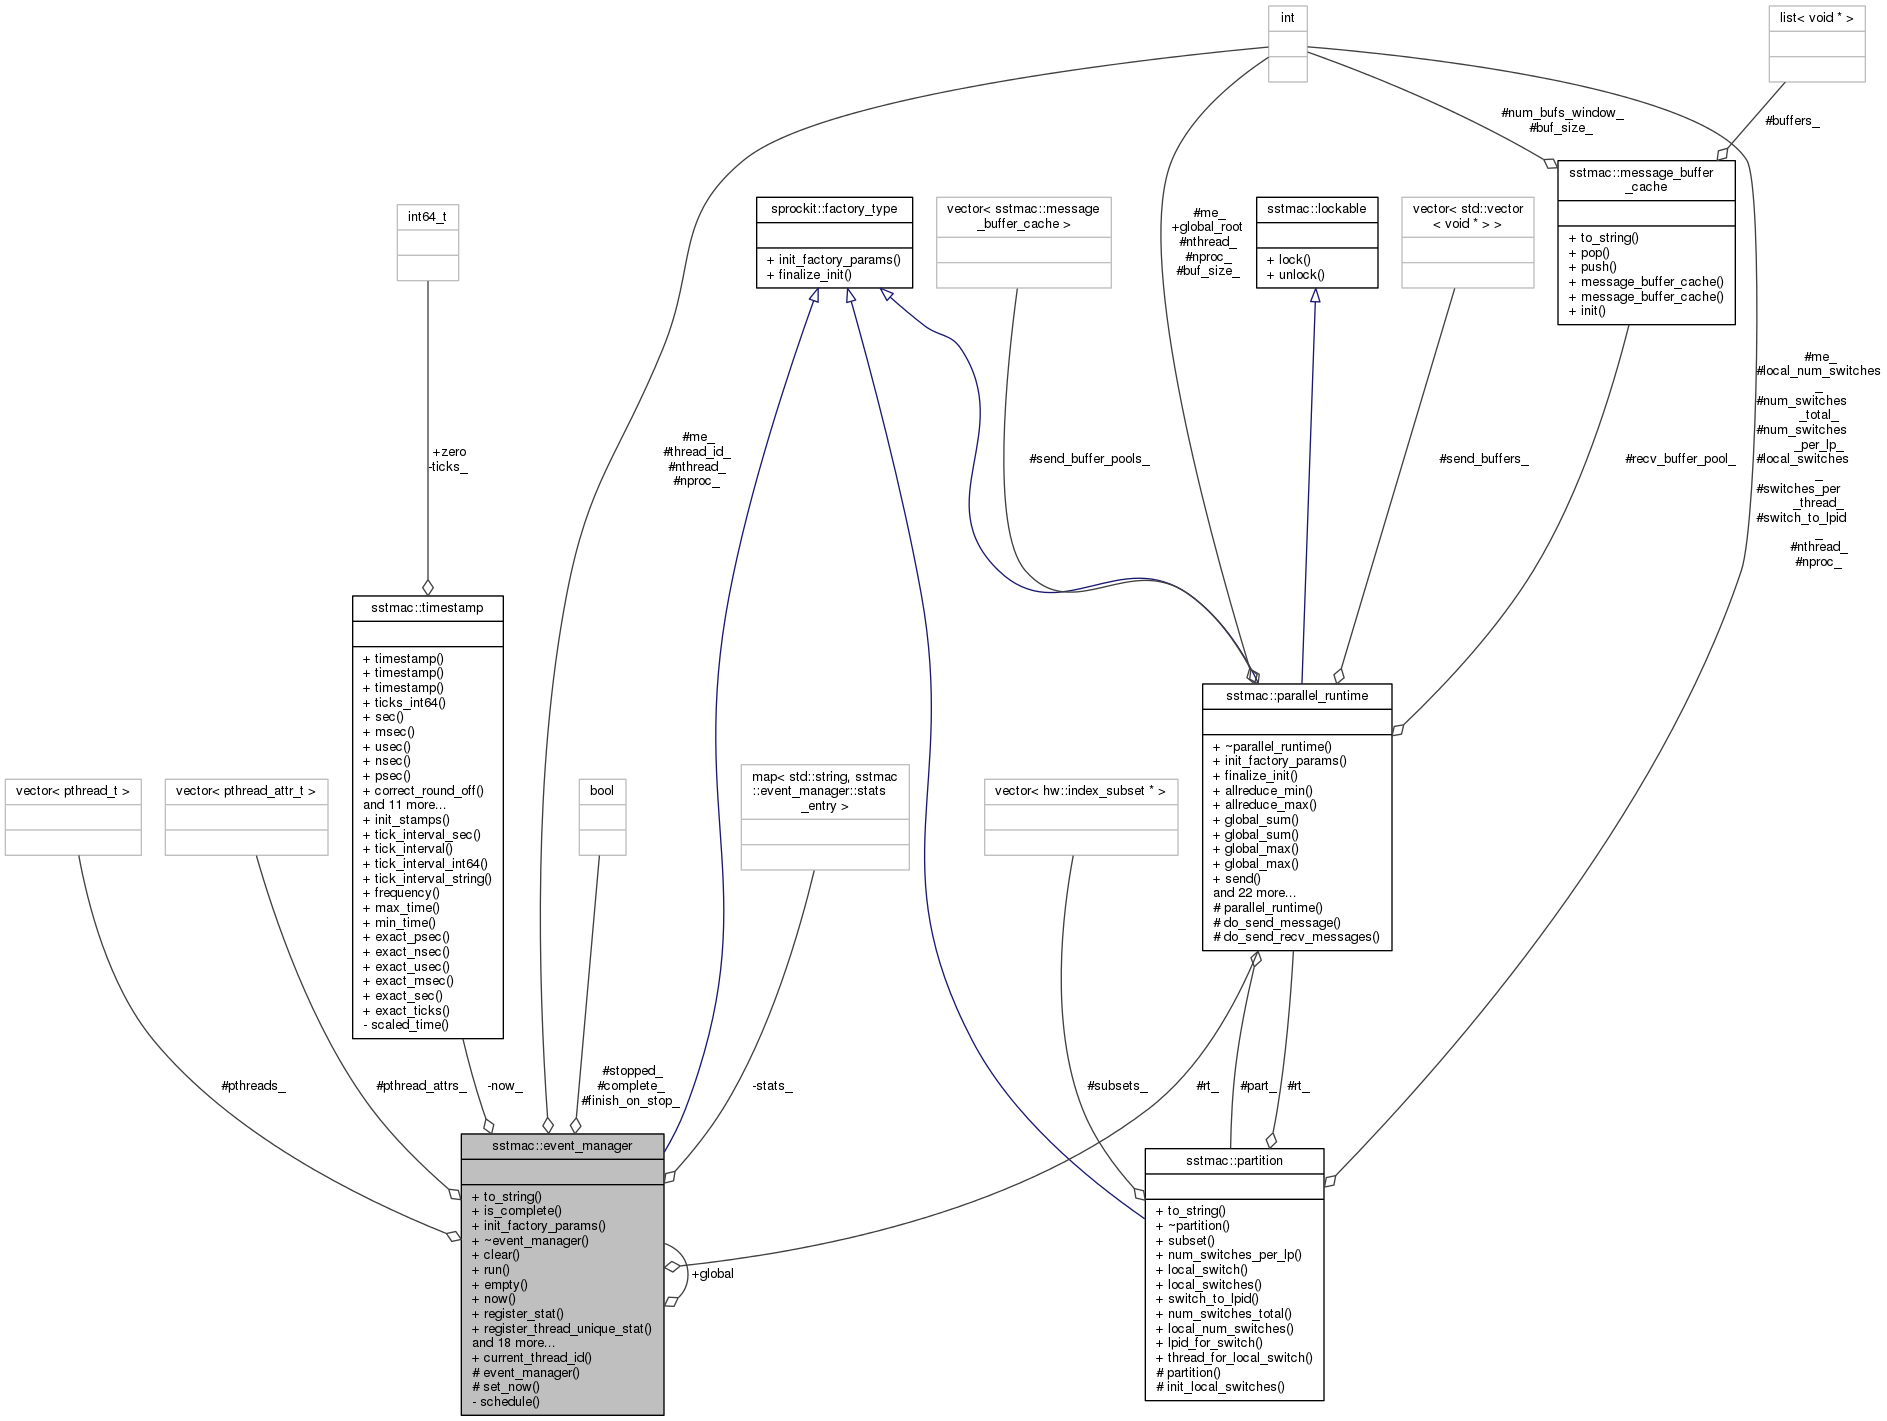 int
list< void * >
#num_bufs_window_
#buf_size_
#buffers_
sstmac::message_buffer
_cache
+ to_string()
+ pop()
+ push()
+ message_buffer_cache()
+ message_buffer_cache()
+ init()
int64_t
sprockit::factory_type
+ init_factory_params()
+ finalize_init()
vector< sstmac::message
_buffer_cache >
#me_
+global_root
#nthread_
#nproc_
#buf_size_
sstmac::lockable
+ lock()
+ unlock()
vector< std::vector
< void * > >
#me_
#local_num_switches
_
#num_switches
_total_
#num_switches
_per_lp_
#local_switches
_
#switches_per
_thread_
#switch_to_lpid
_
#nthread_
#nproc_
+zero
-ticks_
#me_
#thread_id_
#nthread_
#nproc_
#send_buffer_pools_
#send_buffers_
#recv_buffer_pool_
sstmac::timestamp
+ timestamp()
+ timestamp()
+ timestamp()
+ ticks_int64()
+ sec()
+ msec()
+ usec()
+ nsec()
+ psec()
+ correct_round_off()
and 11 more...
+ init_stamps()
+ tick_interval_sec()
+ tick_interval()
+ tick_interval_int64()
+ tick_interval_string()
+ frequency()
+ max_time()
+ min_time()
+ exact_psec()
+ exact_nsec()
+ exact_usec()
+ exact_msec()
+ exact_sec()
+ exact_ticks()
- scaled_time()
sstmac::parallel_runtime
+ ~parallel_runtime()
+ init_factory_params()
+ finalize_init()
+ allreduce_min()
+ allreduce_max()
+ global_sum()
+ global_sum()
+ global_max()
+ global_max()
+ send()
and 22 more...
# parallel_runtime()
# do_send_message()
# do_send_recv_messages()
vector< pthread_t >
vector< pthread_attr_t >
bool
map< std::string, sstmac
::event_manager::stats
_entry >
vector< hw::index_subset * >
#pthreads_
#pthread_attrs_
-now_
#stopped_
#complete_
#finish_on_stop_
-stats_
#subsets_
#rt_
#part_
#rt_
sstmac::event_manager
+ to_string()
+ is_complete()
+ init_factory_params()
+ ~event_manager()
+ clear()
+ run()
+ empty()
+ now()
+ register_stat()
+ register_thread_unique_stat()
and 18 more...
+ current_thread_id()
# event_manager()
# set_now()
- schedule()
+global
sstmac::partition
+ to_string()
+ ~partition()
+ subset()
+ num_switches_per_lp()
+ local_switch()
+ local_switches()
+ switch_to_lpid()
+ num_switches_total()
+ local_num_switches()
+ lpid_for_switch()
+ thread_for_local_switch()
# partition()
# init_local_switches()